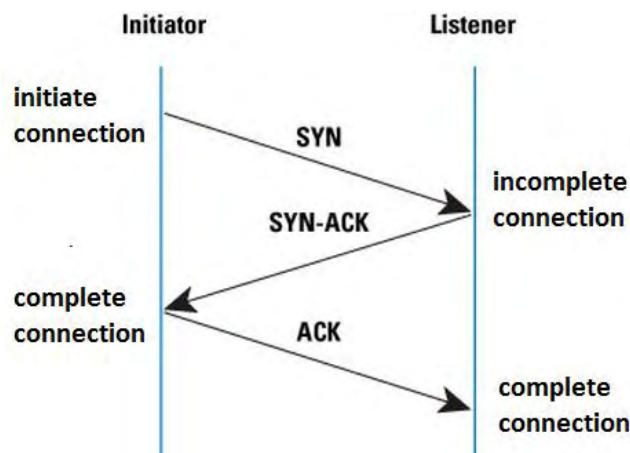 Initiator Listener
initiate
connection
SYN
incomplete
connection
SYN-ACK
complete
connection
ACK
complete
connection